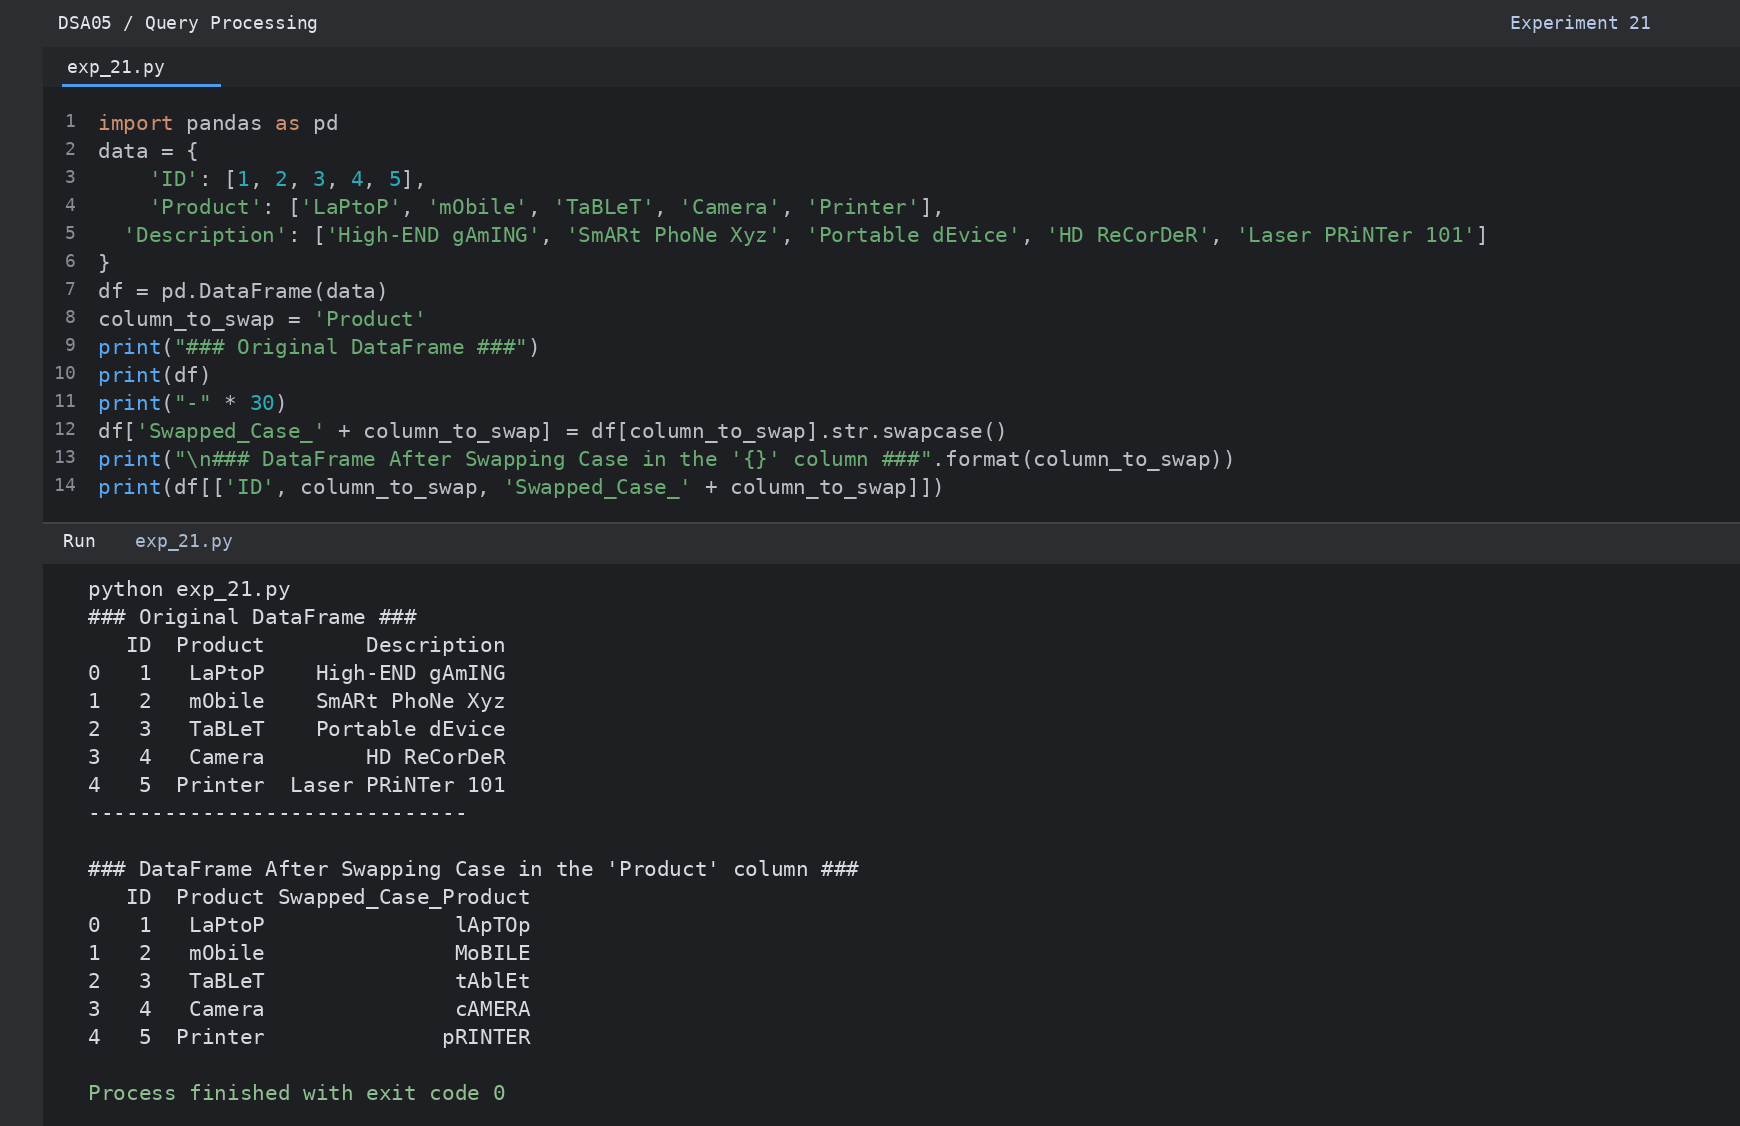 DSA05 / Query Processing
Experiment 21
exp_21.py
1 import pandas as pd
2 data = {
3     'ID': [1, 2, 3, 4, 5],
4     'Product': ['LaPtoP', 'mObile', 'TaBLeT', 'Camera', 'Printer'],
5   'Description': ['High-END gAmING', 'SmARt PhoNe Xyz', 'Portable dEvice', 'HD ReCorDeR', 'Laser PRiNTer 101']
6 }
7 df = pd.DataFrame(data)
8 column_to_swap = 'Product'
9 print("### Original DataFrame ###")
10 print(df)
11 print("-" * 30)
12 df['Swapped_Case_' + column_to_swap] = df[column_to_swap].str.swapcase()
13 print("\n### DataFrame After Swapping Case in the '{}' column ###".format(column_to_swap))
14 print(df[['ID', column_to_swap, 'Swapped_Case_' + column_to_swap]])
Run exp_21.py
python exp_21.py
### Original DataFrame ###
   ID  Product        Description
0   1   LaPtoP    High-END gAmING
1   2   mObile    SmARt PhoNe Xyz
2   3   TaBLeT    Portable dEvice
3   4   Camera        HD ReCorDeR
4   5  Printer  Laser PRiNTer 101
------------------------------
### DataFrame After Swapping Case in the 'Product' column ###
   ID  Product Swapped_Case_Product
0   1   LaPtoP               lApTOp
1   2   mObile               MoBILE
2   3   TaBLeT               tAblEt
3   4   Camera               cAMERA
4   5  Printer              pRINTER
Process finished with exit code 0